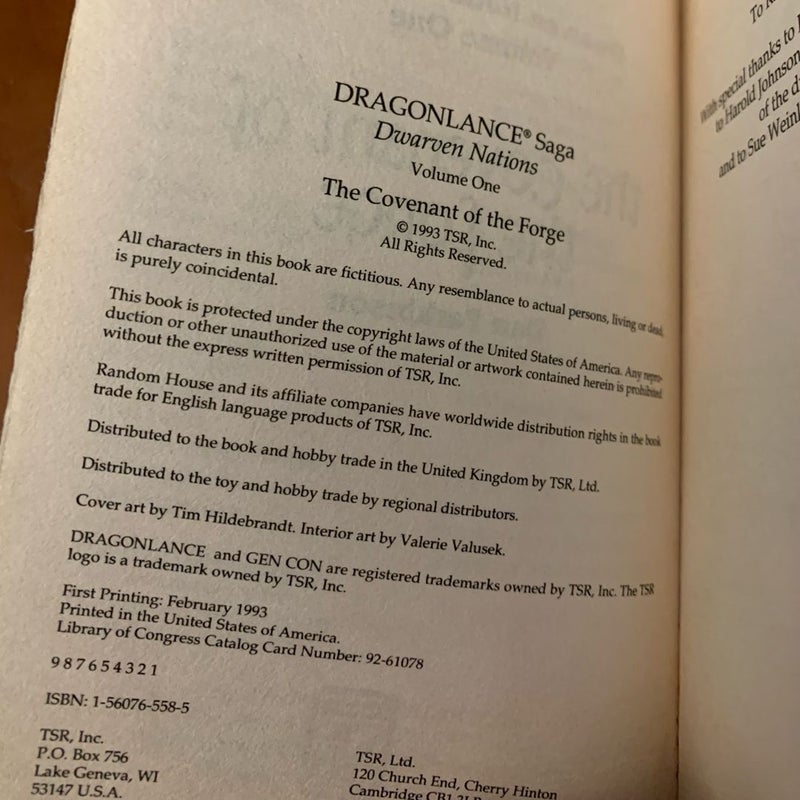 DRAGONLANCE® Saga
Dwarven Nations
Volume One
The Covenant of the Forge
© 1993 TSR, Inc.
All Rights Reserved.
All characters in this book are fictitious. Any resemblance to actual persons, living or dead,
is purely coincidental.
This book is protected under the copyright laws of the United States of America. Any repro-
duction or other unauthorized use of the material or artwork contained herein is prohibited
without the express written permission of TSR, Inc.
Random House and its affiliate companies have worldwide distribution rights in the book
trade for English language products of TSR, Inc.
Distributed to the book and hobby trade in the United Kingdom by TSR, Ltd.
Distributed to the toy and hobby trade by regional distributors.
Cover art by Tim Hildebrandt. Interior art by Valerie Valusek.
DRAGONLANCE and GEN CON are registered trademarks owned by TSR, Inc. The TSR
logo is a trademark owned by TSR, Inc.
First Printing: February 1993
Printed in the United States of America.
Library of Congress Catalog Card Number: 92-61078
9 8 7 6 5 4 3 2 1
ISBN: 1-56076-558-5
TSR, Inc.
P.O. Box 756
Lake Geneva, WI
53147 U.S.A.
TSR, Ltd.
120 Church End, Cherry Hinton
Cambridge CB1
To
with special thanks to
to Harold Johnson
of the
and to Sue